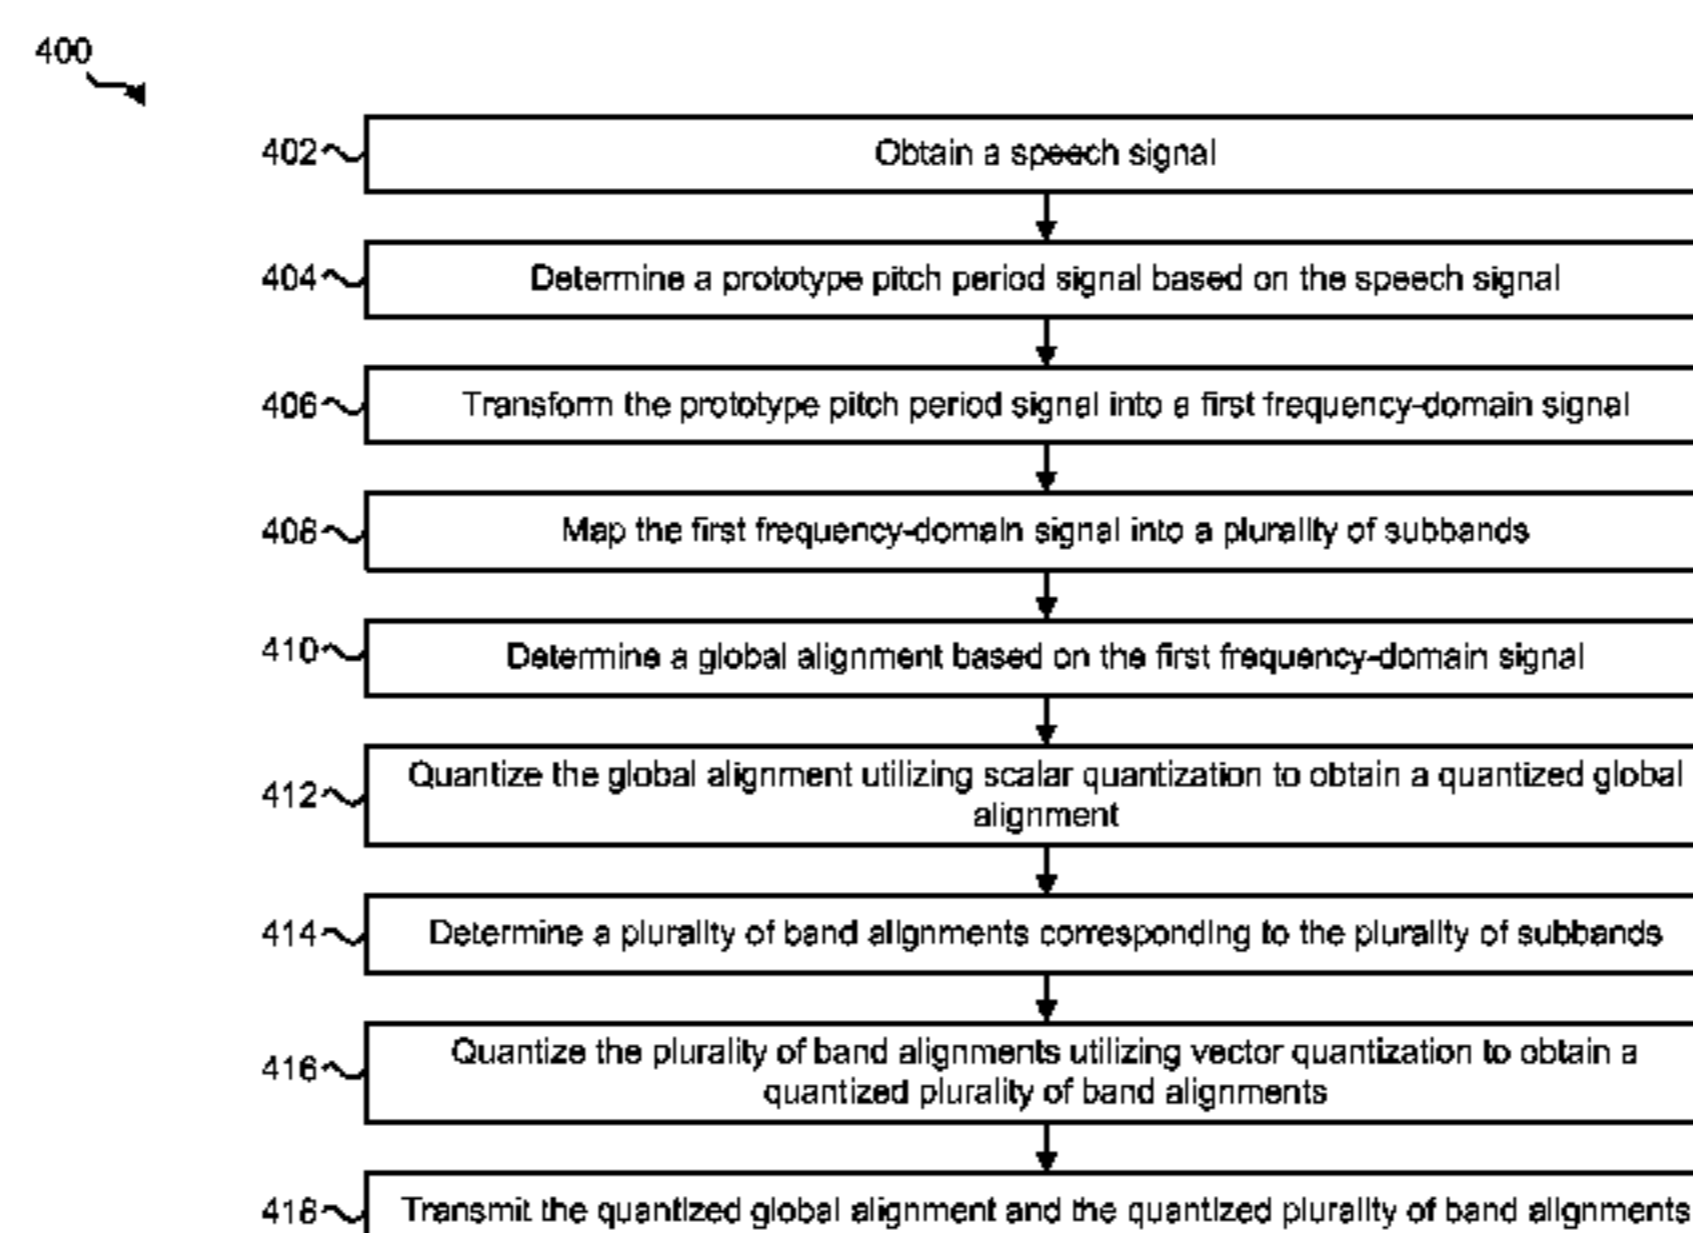 400
402 Obtain a speech signal
404 Determine a prototype pitch period signal based on the speech signal
406 Transform the prototype pitch period signal into a first frequency-domain signal
408 Map the first frequency-domain signal into a plurality of subbands
410 Determine a global alignment based on the first frequency-domain signal
412 Quantize the global alignment utilizing scalar quantization to obtain a quantized global
alignment
414 Determine a plurality of band alignments corresponding to the plurality of subbands
416 Quantize the plurality of band alignments utilizing vector quantization to obtain a
quantized plurality of band alignments
418 Transmit the quantized global alignment and the quantized plurality of band alignments